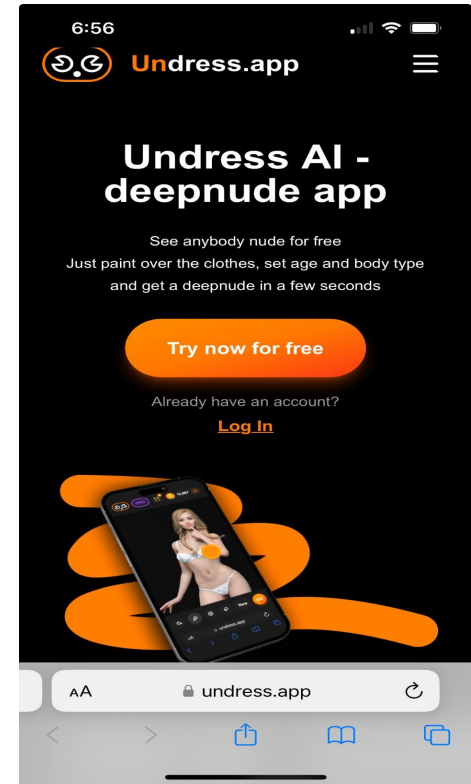 6:56
Undress.app
Undress AI -
deepnude app
See anybody nude for free
Just paint over the clothes, set age and body type
and get a deepnude in a few seconds
Try now for free
Already have an account?
Log In
undress.app
AA
undress.app